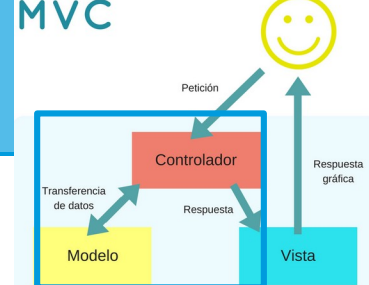 MVC
Petición
Controlador
Respuesta
gráfica
Transferencia
de datos
Respuesta
Modelo
Vista